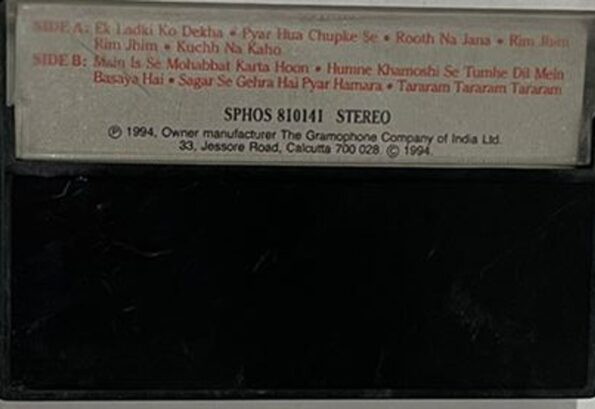 SIDE A: Ek Ladki Ko Dekha • Pyar Hua Chupke Se • Rooth Na Jana • Rim Jhim
Rim Jhim • Kuchh Na Kaho
SIDE B: Main Is Se Mohabbat Karta Hoon • Humne Khamoshi Se Tumhe Dil Mein
Basaya Hai • Sagar Se Gehra Hai Pyar Hamara • Tararam Tararam Tararam
SPHOS 810141 STEREO
℗ 1994, Owner manufacturer The Gramophone Company of India Ltd.
33, Jessore Road, Calcutta 700 028 © 1994